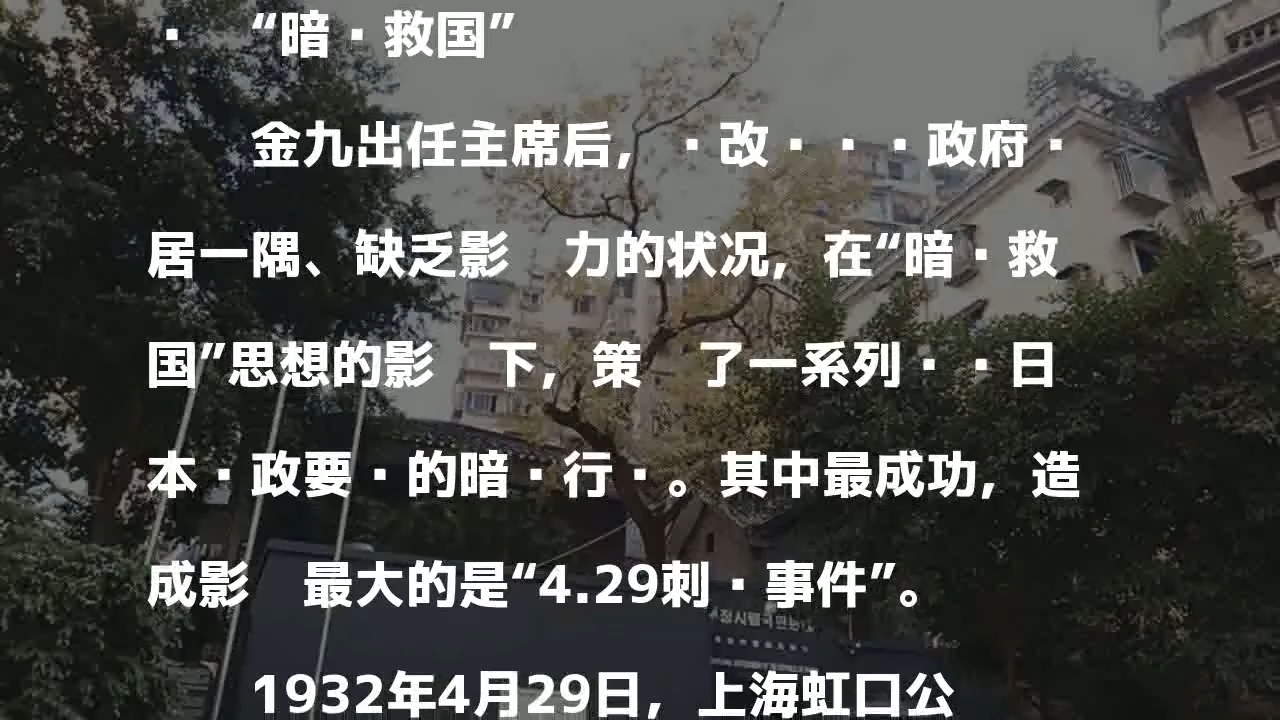 · “暗·救国”
金九出任主席后，·改···政府·
居一隅、缺乏影 力的状况，在“暗·救
国”思想的影 下，策 了一系列··日
本·政要·的暗·行·。其中最成功，造
成影 最大的是“4.29刺·事件”。
1932年4月29日，上海虹口公